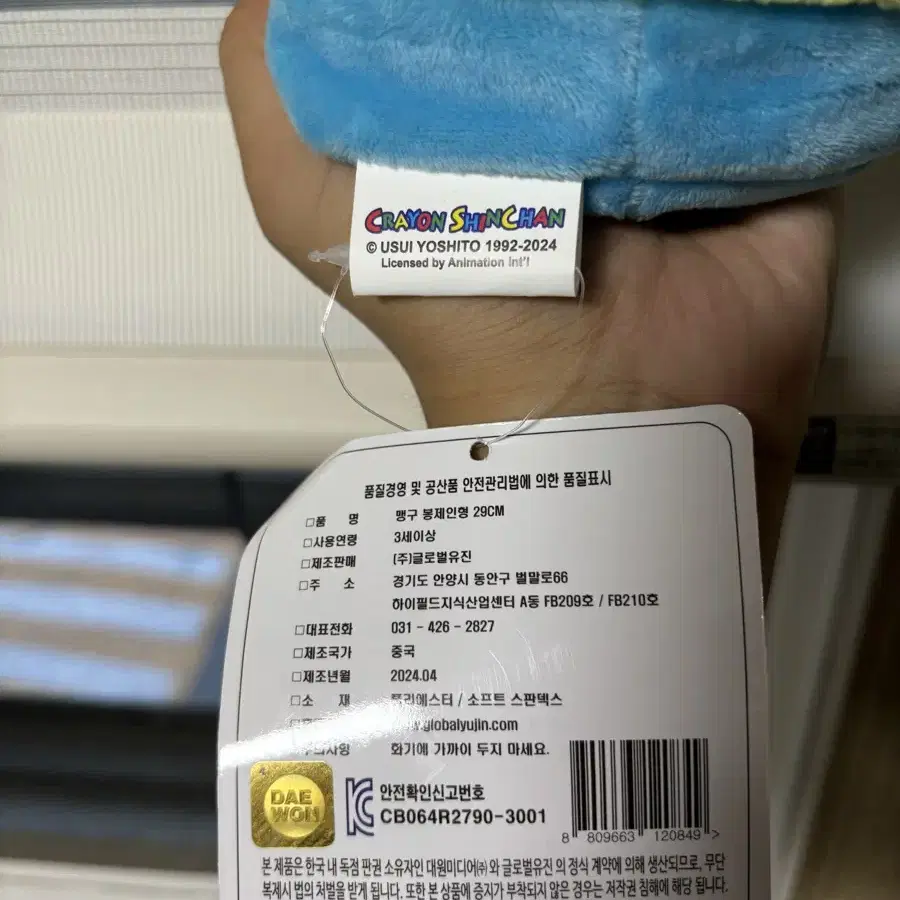 CRAYON SHINCHAN
© USUI YOSHITO 1992-2024
Licensed by Animation Int'l
품질경영 및 공산품 안전관리법에 의한 품질표시
□품 명 맹구 봉제인형 29CM
□사용연령 3세이상
□제조판매 (주)글로벌유진
□주 소 경기도 안양시 동안구 벌말로66
하이필드지식산업센터 A동 FB209호 / FB210호
□대표전화 031 - 426 - 2827
□제조국가 중국
□제조년월 2024.04
□소 재 폴리에스터 / 소프트 스판덱스
globalyujin.com
화기에 가까이 두지 마세요.
DAE WON
KC 안전확인신고번호
CB064R2790-3001
8 809663 120849 >
본 제품은 한국 내 독점 판권 소유자인 대원미디어㈜ 와 글로벌유진 의 정식 계약에 의해 생산되므로, 무단
복제시 법의 처벌을 받게 됩니다. 또한 본 상품에 증지가 부착되지 않은 경우는 저작권 침해에 해당 됩니다.